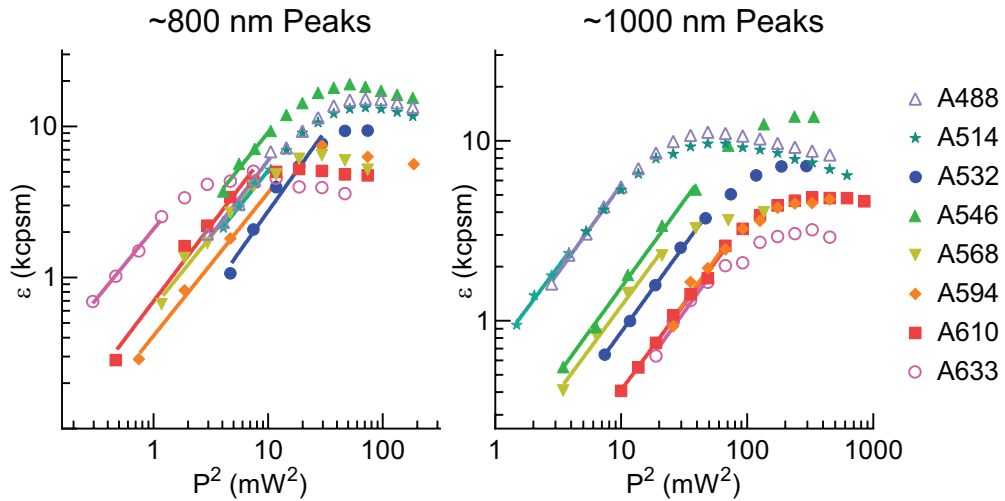 ~800 nm Peaks
~1000 nm Peaks
ε (kcpsm)
10
1
1
10
100
P² (mW²)
ε (kcpsm)
10
1
1
10
100
1000
P² (mW²)
A488
A514
A532
A546
A568
A594
A610
A633